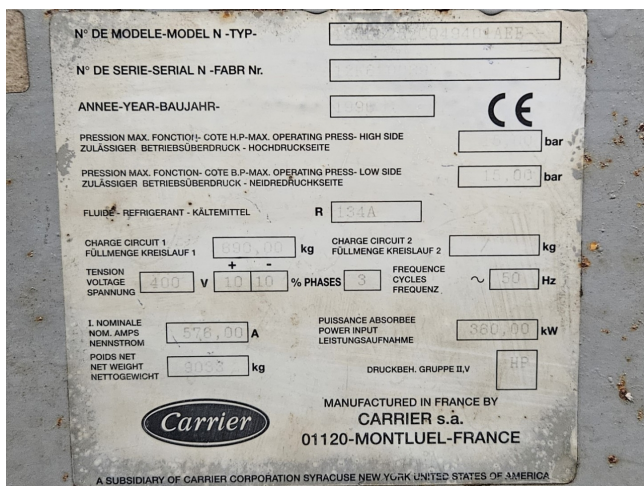 N° DE MODELE-MODEL N -TYP-
N° DE SERIE-SERIAL N -FABR Nr.
ANNEE-YEAR-BAUJAHR-
CE
PRESSION MAX. FONCTION- COTE H.P-MAX. OPERATING PRESS- HIGH SIDE
ZULÄSSIGER BETRIEBSÜBERDRUCK - HOCHDRUCKSEITE
bar
PRESSION MAX. FONCTION- COTE B.P-MAX. OPERATING PRESS- LOW SIDE
ZULÄSSIGER BETRIEBSÜBERDRUCK - NEIDREDRUCKSEITE
15.00 bar
FLUIDE - REFRIGERANT - KÄLTEMITTEL R 134A
CHARGE CIRCUIT 1
FÜLLMENGE KREISLAUF 1
690,00 kg
CHARGE CIRCUIT 2
FÜLLMENGE KREISLAUF 2
kg
TENSION
VOLTAGE
SPANNUNG
400 V
+ -
10 10 % PHASES 3
FREQUENCE
CYCLES
FREQUENZ
~ 50 Hz
I. NOMINALE
NOM. AMPS
NENNSTROM
578,00 A
PUISSANCE ABSORBEE
POWER INPUT
LEISTUNGSAUFNAHME
360,00 kW
POIDS NET
NET WEIGHT
NETTOGEWICHT
kg
DRUCKBEH. GRUPPE II,V
HP
Carrier
MANUFACTURED IN FRANCE BY
CARRIER s.a.
01120-MONTLUEL-FRANCE
A SUBSIDIARY OF CARRIER CORPORATION SYRACUSE NEW YORK UNITED STATES OF AMERICA